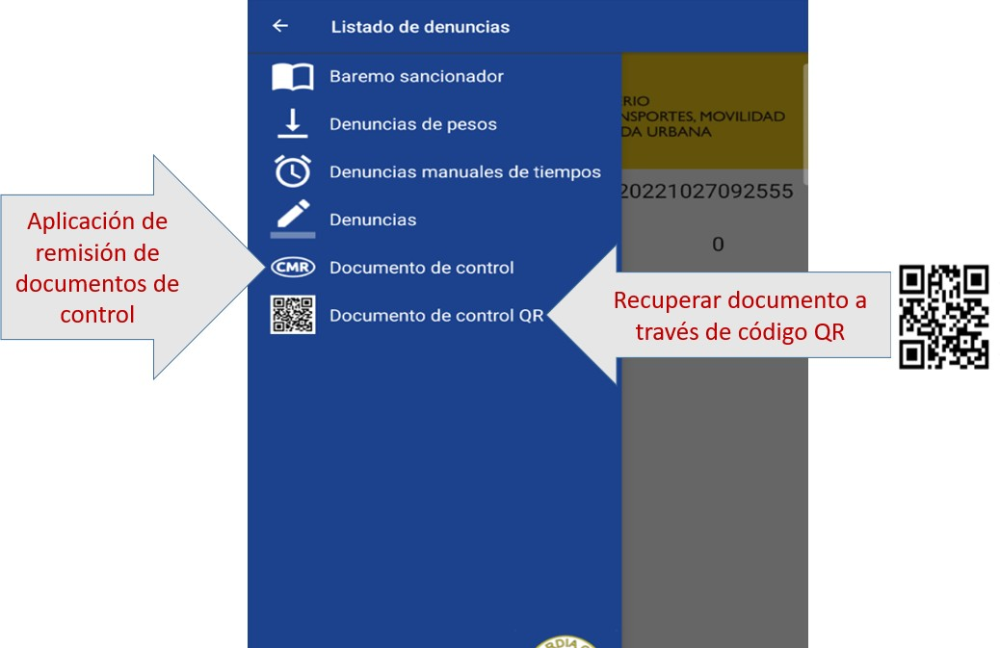 Listado de denuncias
Baremo sancionador
Denuncias de pesos
Denuncias manuales de tiempos
Denuncias
CMR Documento de control
Documento de control QR
RIO
NSPORTES, MOVILIDAD
DA URBANA
20221027092555
0
Aplicación de
remisión de
documentos de
control
Recuperar documento a
través de código QR
RDIA